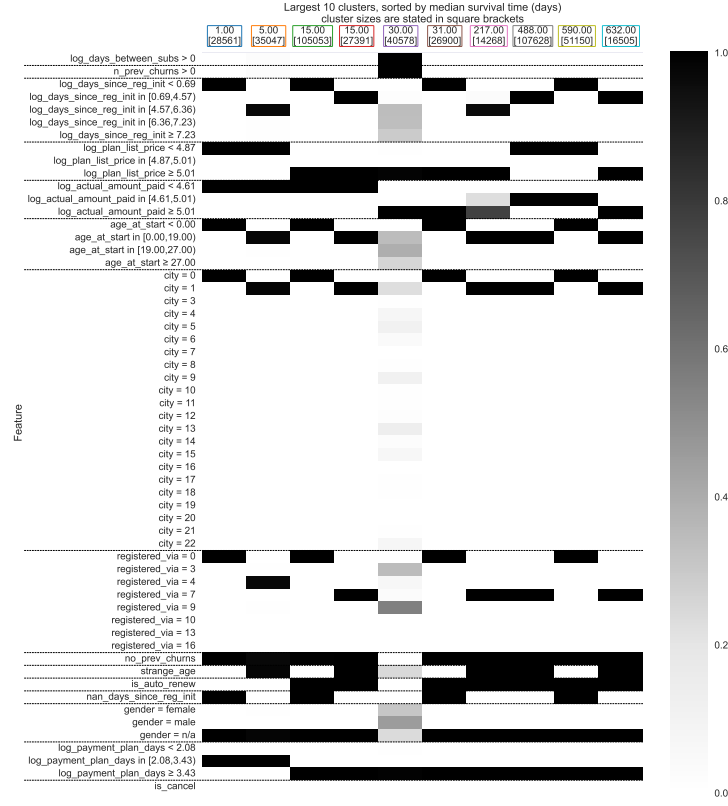 Largest 10 clusters, sorted by median survival time (days)
cluster sizes are stated in square brackets
1.00 5.00 15.00 15.00 30.00 31.00 217.00 488.00 590.00 632.00
[28561] [35047] [105053] [27391] [40578] [26900] [14268] [107628] [51150] [16505]
log_days_between_subs > 0
n_prev_churns > 0
log_days_since_reg_init < 0.69
log_days_since_reg_init in [0.69,4.57)
log_days_since_reg_init in [4.57,6.36)
log_days_since_reg_init in [6.36,7.23)
log_days_since_reg_init ≥ 7.23
log_plan_list_price < 4.87
log_plan_list_price in [4.87,5.01)
log_plan_list_price ≥ 5.01
log_actual_amount_paid < 4.61
log_actual_amount_paid in [4.61,5.01)
log_actual_amount_paid ≥ 5.01
age_at_start < 0.00
age_at_start in [0.00,19.00)
age_at_start in [19.00,27.00)
age_at_start ≥ 27.00
city = 0
city = 1
city = 3
city = 4
city = 5
city = 6
city = 7
city = 8
city = 9
city = 10
city = 11
city = 12
city = 13
city = 14
city = 15
city = 16
city = 17
city = 18
city = 19
city = 20
city = 21
city = 22
registered_via = 0
registered_via = 3
registered_via = 4
registered_via = 7
registered_via = 9
registered_via = 10
registered_via = 13
registered_via = 16
no_prev_churns
strange_age
is_auto_renew
nan_days_since_reg_init
gender = female
gender = male
gender = n/a
log_payment_plan_days < 2.08
log_payment_plan_days in [2.08,3.43)
log_payment_plan_days ≥ 3.43
is_cancel
Feature
1.0
0.8
0.6
0.4
0.2
0.0